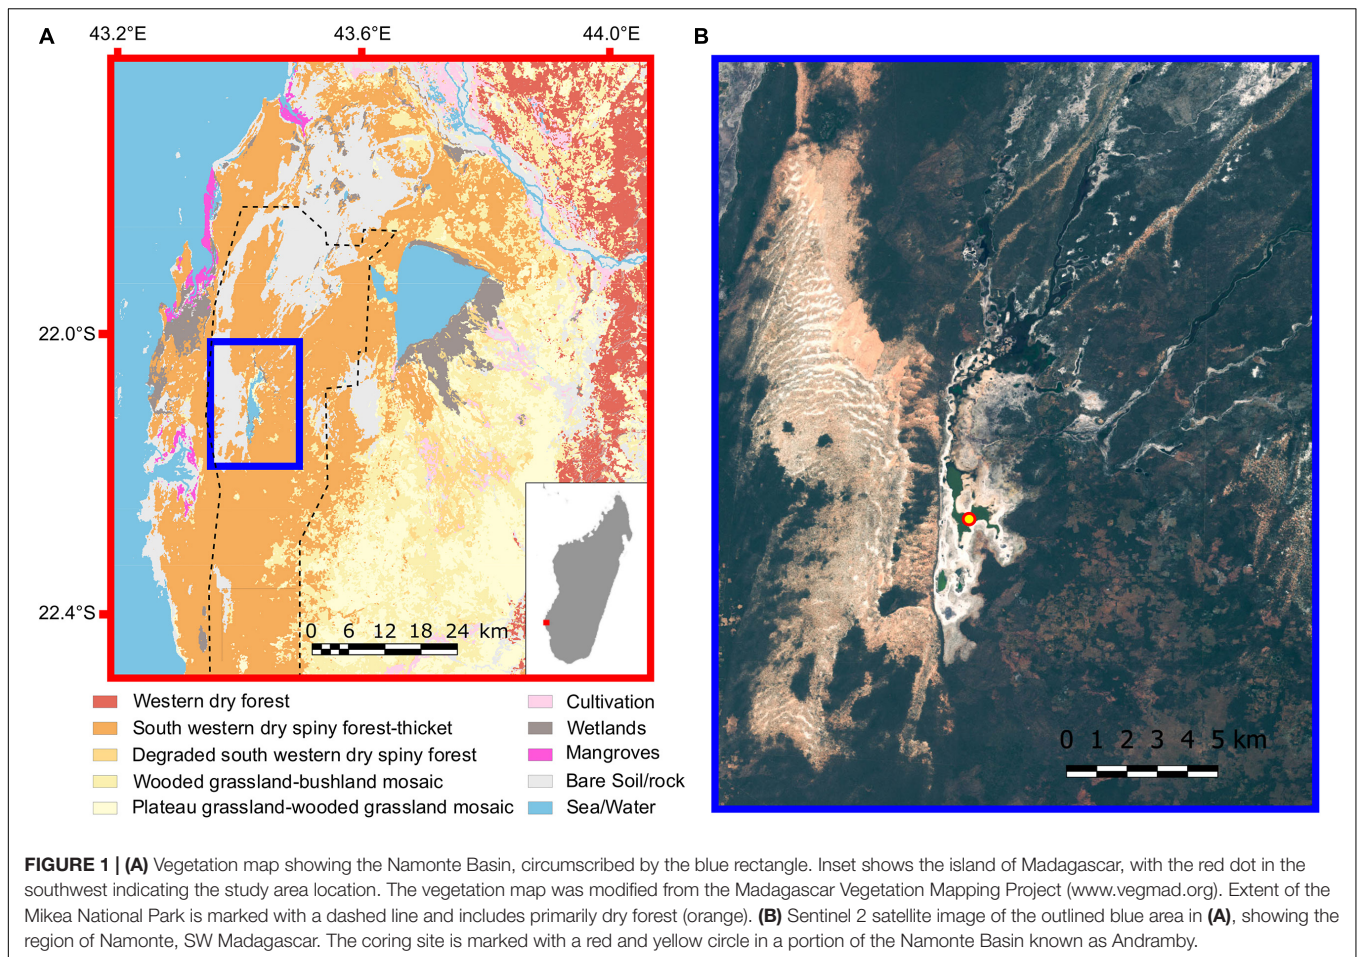 A
43.2°E
43.6°E
44.0°E
B
22.0°S
22.4°S
0 6 12 18 24 km
0 1 2 3 4 5 km
Western dry forest
South western dry spiny forest-thicket
Degraded south western dry spiny forest
Wooded grassland-bushland mosaic
Plateau grassland-wooded grassland mosaic
Cultivation
Wetlands
Mangroves
Bare Soil/rock
Sea/Water
FIGURE 1 | (A) Vegetation map showing the Namonte Basin, circumscribed by the blue rectangle. Inset shows the island of Madagascar, with the red dot in the
southwest indicating the study area location. The vegetation map was modified from the Madagascar Vegetation Mapping Project (www.vegmad.org). Extent of the
Mikea National Park is marked with a dashed line and includes primarily dry forest (orange). (B) Sentinel 2 satellite image of the outlined blue area in (A), showing the
region of Namonte, SW Madagascar. The coring site is marked with a red and yellow circle in a portion of the Namonte Basin known as Andramby.